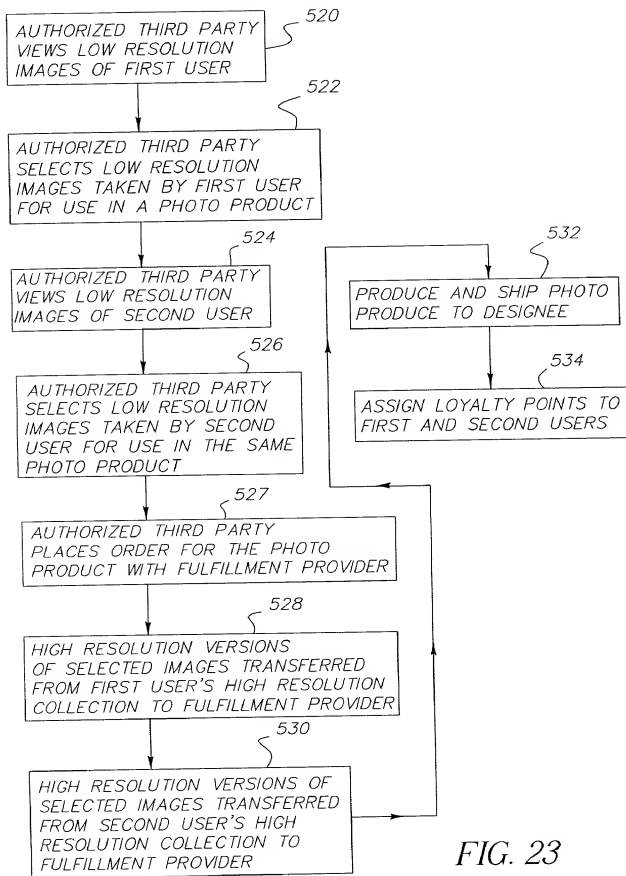 520
AUTHORIZED THIRD PARTY
VIEWS LOW RESOLUTION
IMAGES OF FIRST USER
522
AUTHORIZED THIRD PARTY
SELECTS LOW RESOLUTION
IMAGES TAKEN BY FIRST USER
FOR USE IN A PHOTO PRODUCT
524
AUTHORIZED THIRD PARTY
VIEWS LOW RESOLUTION
IMAGES OF SECOND USER
526
AUTHORIZED THIRD PARTY
SELECTS LOW RESOLUTION
IMAGES TAKEN BY SECOND
USER FOR USE IN THE SAME
PHOTO PRODUCT
527
AUTHORIZED THIRD PARTY
PLACES ORDER FOR THE PHOTO
PRODUCT WITH FULFILLMENT PROVIDER
528
HIGH RESOLUTION VERSIONS
OF SELECTED IMAGES TRANSFERRED
FROM FIRST USER'S HIGH RESOLUTION
COLLECTION TO FULFILLMENT PROVIDER
530
HIGH RESOLUTION VERSIONS OF
SELECTED IMAGES TRANSFERRED
FROM SECOND USER'S HIGH
RESOLUTION COLLECTION TO
FULFILLMENT PROVIDER
532
PRODUCE AND SHIP PHOTO
PRODUCE TO DESIGNEE
534
ASSIGN LOYALTY POINTS TO
FIRST AND SECOND USERS
FIG. 23